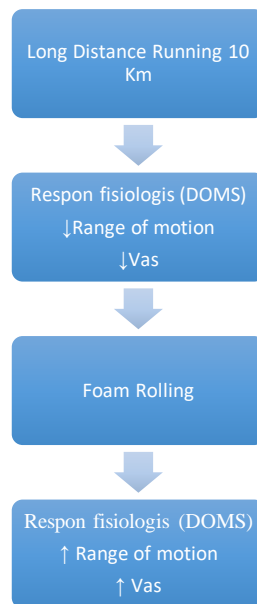 Long Distance Running 10
Km
Respon fisiologis (DOMS)
↓Range of motion
↓Vas
Foam Rolling
Respon fisiologis (DOMS)
↑ Range of motion
↑ Vas